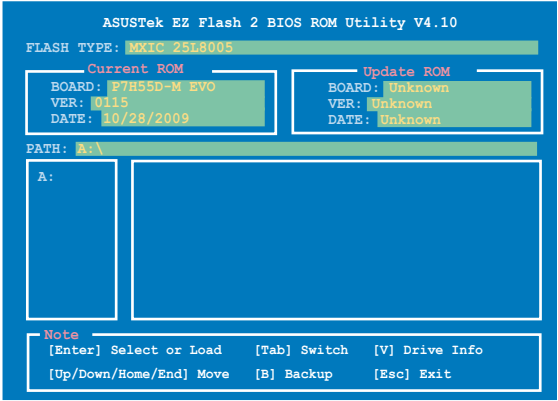 ASUSTek EZ Flash 2 BIOS ROM Utility V4.10
FLASH TYPE: MXIC 25L8005
Current ROM
BOARD: P7H55D-M EVO
VER: 0115
DATE: 10/28/2009
Update ROM
BOARD: Unknown
VER: Unknown
DATE: Unknown
PATH: A:\
A:
Note
[Enter] Select or Load [Tab] Switch [V] Drive Info
[Up/Down/Home/End] Move [B] Backup [Esc] Exit